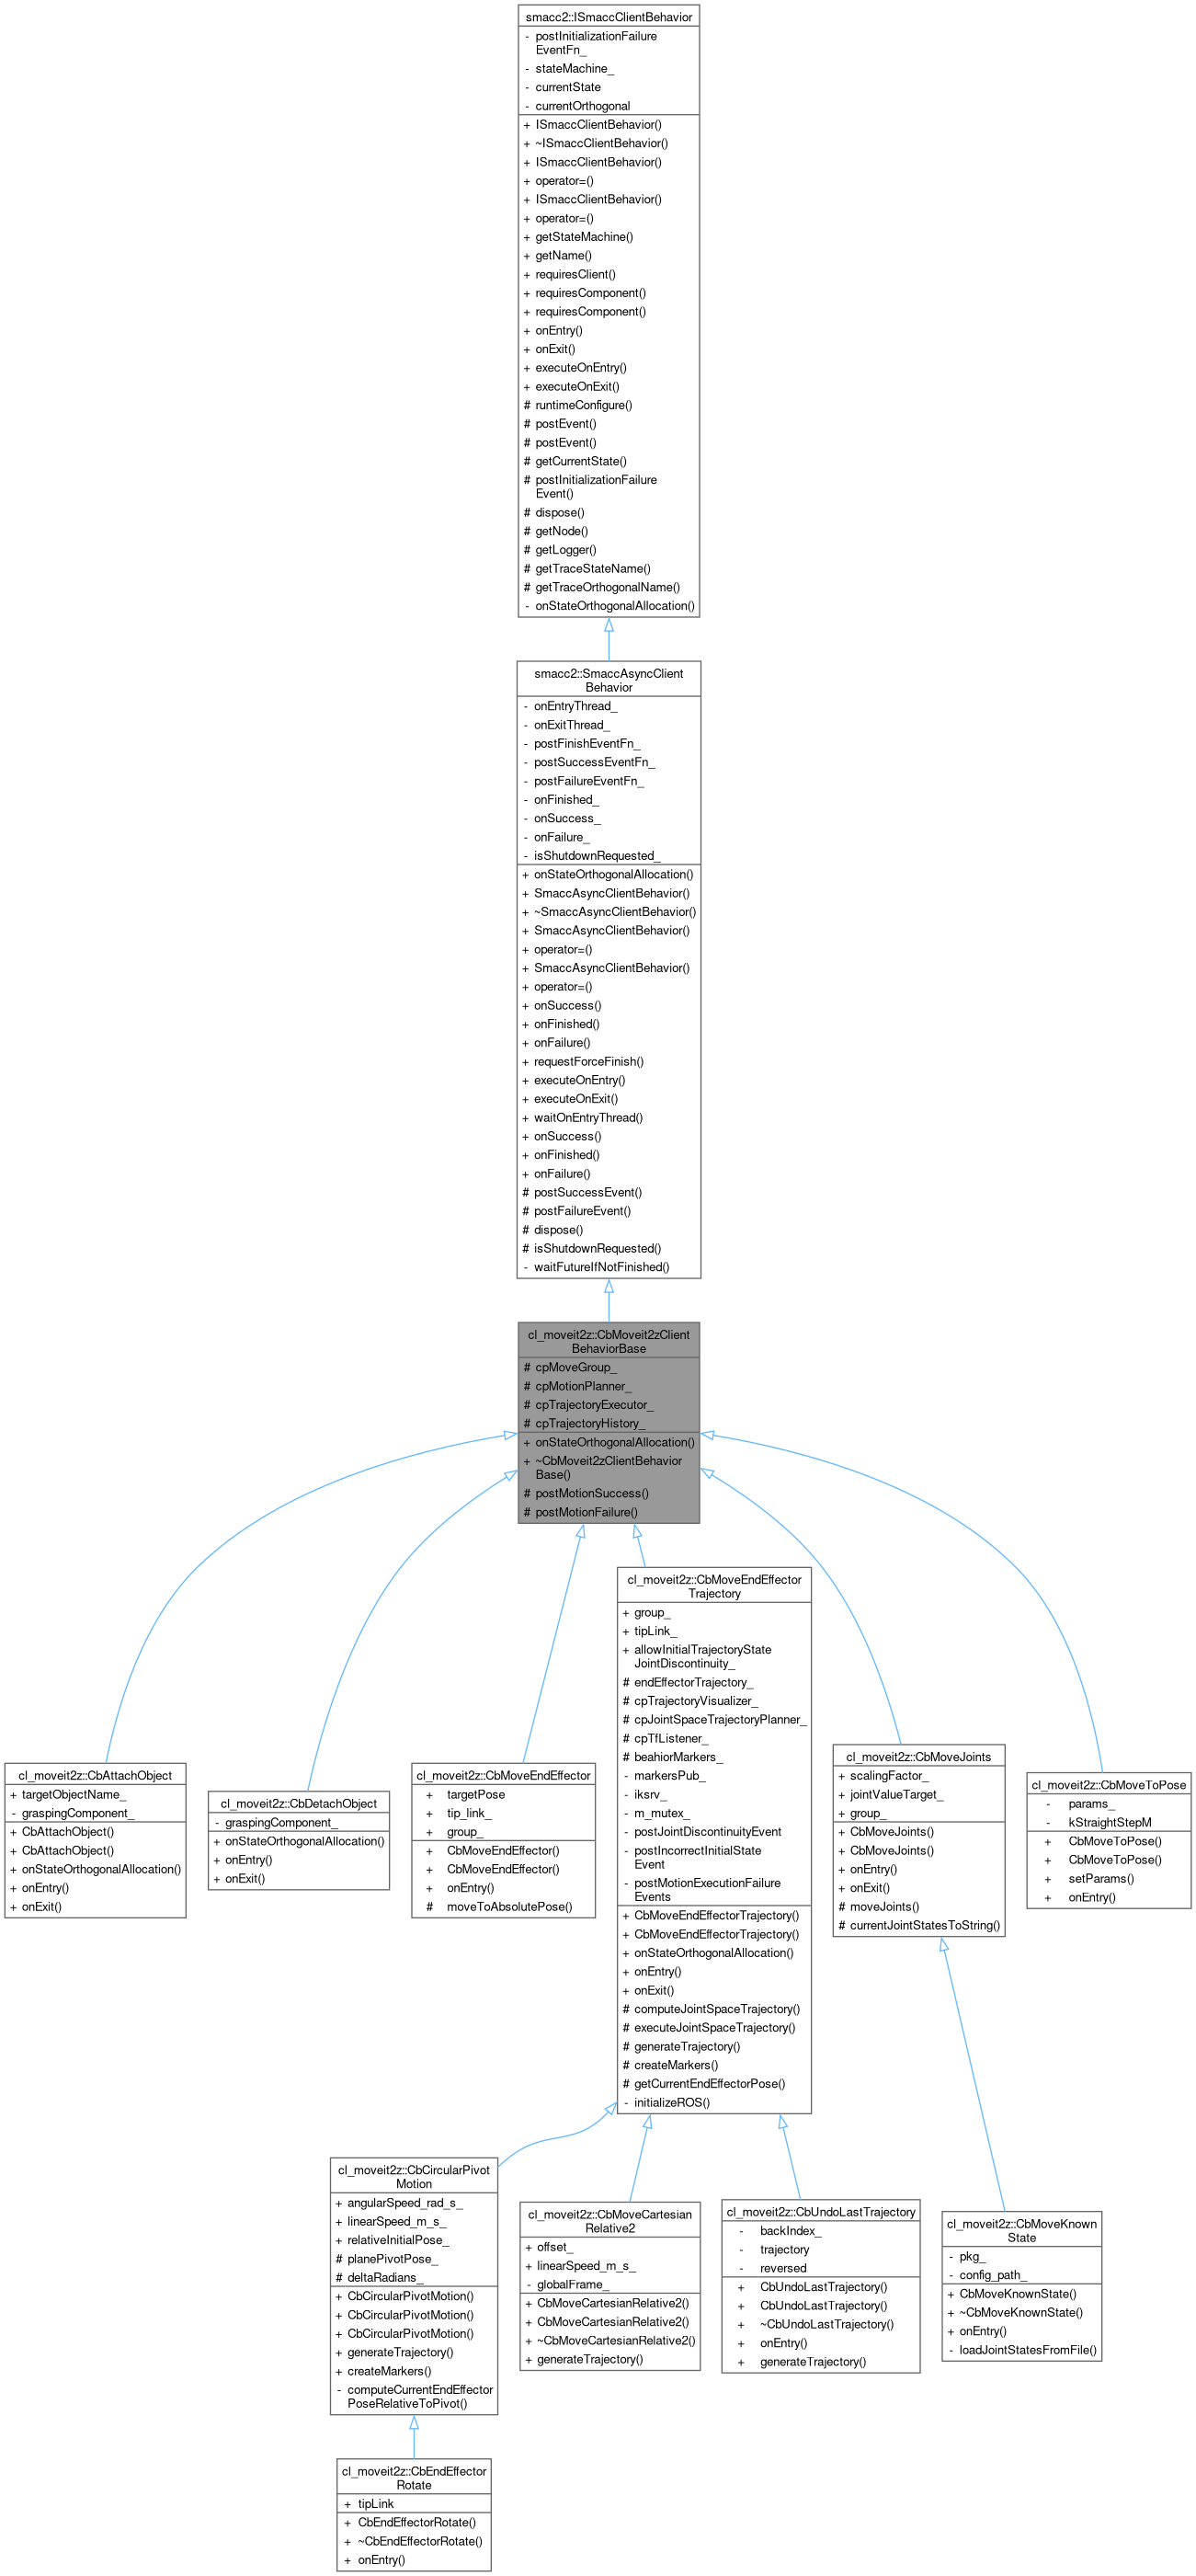 smacc2::ISmaccClientBehavior
- postInitializationFailure
EventFn_
- stateMachine_
- currentState
- currentOrthogonal
+ ISmaccClientBehavior()
+ ~ISmaccClientBehavior()
+ ISmaccClientBehavior()
+ operator=()
+ ISmaccClientBehavior()
+ operator=()
+ getStateMachine()
+ getName()
+ requiresClient()
+ requiresComponent()
+ requiresComponent()
+ onEntry()
+ onExit()
+ executeOnEntry()
+ executeOnExit()
# runtimeConfigure()
# postEvent()
# postEvent()
# getCurrentState()
# postInitializationFailure
Event()
# dispose()
# getNode()
# getLogger()
# getTraceStateName()
# getTraceOrthogonalName()
- onStateOrthogonalAllocation()
smacc2::SmaccAsyncClient
Behavior
- onEntryThread_
- onExitThread_
- postFinishEventFn_
- postSuccessEventFn_
- postFailureEventFn_
- onFinished_
- onSuccess_
- onFailure_
- isShutdownRequested_
+ onStateOrthogonalAllocation()
+ SmaccAsyncClientBehavior()
+ ~SmaccAsyncClientBehavior()
+ SmaccAsyncClientBehavior()
+ operator=()
+ SmaccAsyncClientBehavior()
+ operator=()
+ onSuccess()
+ onFinished()
+ onFailure()
+ requestForceFinish()
+ executeOnEntry()
+ executeOnExit()
+ waitOnEntryThread()
+ onSuccess()
+ onFinished()
+ onFailure()
# postSuccessEvent()
# postFailureEvent()
# dispose()
# isShutdownRequested()
- waitFutureIfNotFinished()
cl_moveit2z::CbMoveit2zClient
BehaviorBase
# cpMoveGroup_
# cpMotionPlanner_
# cpTrajectoryExecutor_
# cpTrajectoryHistory_
+ onStateOrthogonalAllocation()
+ ~CbMoveit2zClientBehavior
Base()
# postMotionSuccess()
# postMotionFailure()
cl_moveit2z::CbAttachObject
+ targetObjectName_
- graspingComponent_
+ CbAttachObject()
+ CbAttachObject()
+ onStateOrthogonalAllocation()
+ onEntry()
+ onExit()
cl_moveit2z::CbDetachObject
- graspingComponent_
+ onStateOrthogonalAllocation()
+ onEntry()
+ onExit()
cl_moveit2z::CbMoveEndEffector
+ targetPose
+ tip_link_
+ group_
+ CbMoveEndEffector()
+ CbMoveEndEffector()
+ onEntry()
# moveToAbsolutePose()
cl_moveit2z::CbMoveEndEffector
Trajectory
+ group_
+ tipLink_
+ allowInitialTrajectoryState
JointDiscontinuity_
# endEffectorTrajectory_
# cpTrajectoryVisualizer_
# cpJointSpaceTrajectoryPlanner_
# cpTfListener_
# beahiorMarkers_
- markersPub_
- iksrv_
- m_mutex_
- postJointDiscontinuityEvent
- postIncorrectInitialState
Event
- postMotionExecutionFailure
Events
+ CbMoveEndEffectorTrajectory()
+ CbMoveEndEffectorTrajectory()
+ onStateOrthogonalAllocation()
+ onEntry()
+ onExit()
# computeJointSpaceTrajectory()
# executeJointSpaceTrajectory()
# generateTrajectory()
# createMarkers()
# getCurrentEndEffectorPose()
- initializeROS()
cl_moveit2z::CbMoveJoints
+ scalingFactor_
+ jointValueTarget_
+ group_
+ CbMoveJoints()
+ CbMoveJoints()
+ onEntry()
+ onExit()
# moveJoints()
# currentJointStatesToString()
cl_moveit2z::CbMoveToPose
- params_
- kStraightStepM
+ CbMoveToPose()
+ CbMoveToPose()
+ setParams()
+ onEntry()
cl_moveit2z::CbCircularPivot
Motion
+ angularSpeed_rad_s_
+ linearSpeed_m_s_
+ relativeInitialPose_
# planePivotPose_
# deltaRadians_
+ CbCircularPivotMotion()
+ CbCircularPivotMotion()
+ CbCircularPivotMotion()
+ generateTrajectory()
+ createMarkers()
- computeCurrentEndEffector
PoseRelativeToPivot()
cl_moveit2z::CbMoveCartesian
Relative2
+ offset_
+ linearSpeed_m_s_
- globalFrame_
+ CbMoveCartesianRelative2()
+ CbMoveCartesianRelative2()
+ ~CbMoveCartesianRelative2()
+ generateTrajectory()
cl_moveit2z::CbUndoLastTrajectory
- backIndex_
- trajectory
- reversed
+ CbUndoLastTrajectory()
+ CbUndoLastTrajectory()
+ ~CbUndoLastTrajectory()
+ onEntry()
+ generateTrajectory()
cl_moveit2z::CbMoveKnown
State
- pkg_
- config_path_
+ CbMoveKnownState()
+ ~CbMoveKnownState()
+ onEntry()
- loadJointStatesFromFile()
cl_moveit2z::CbEndEffector
Rotate
+ tipLink
+ CbEndEffectorRotate()
+ ~CbEndEffectorRotate()
+ onEntry()